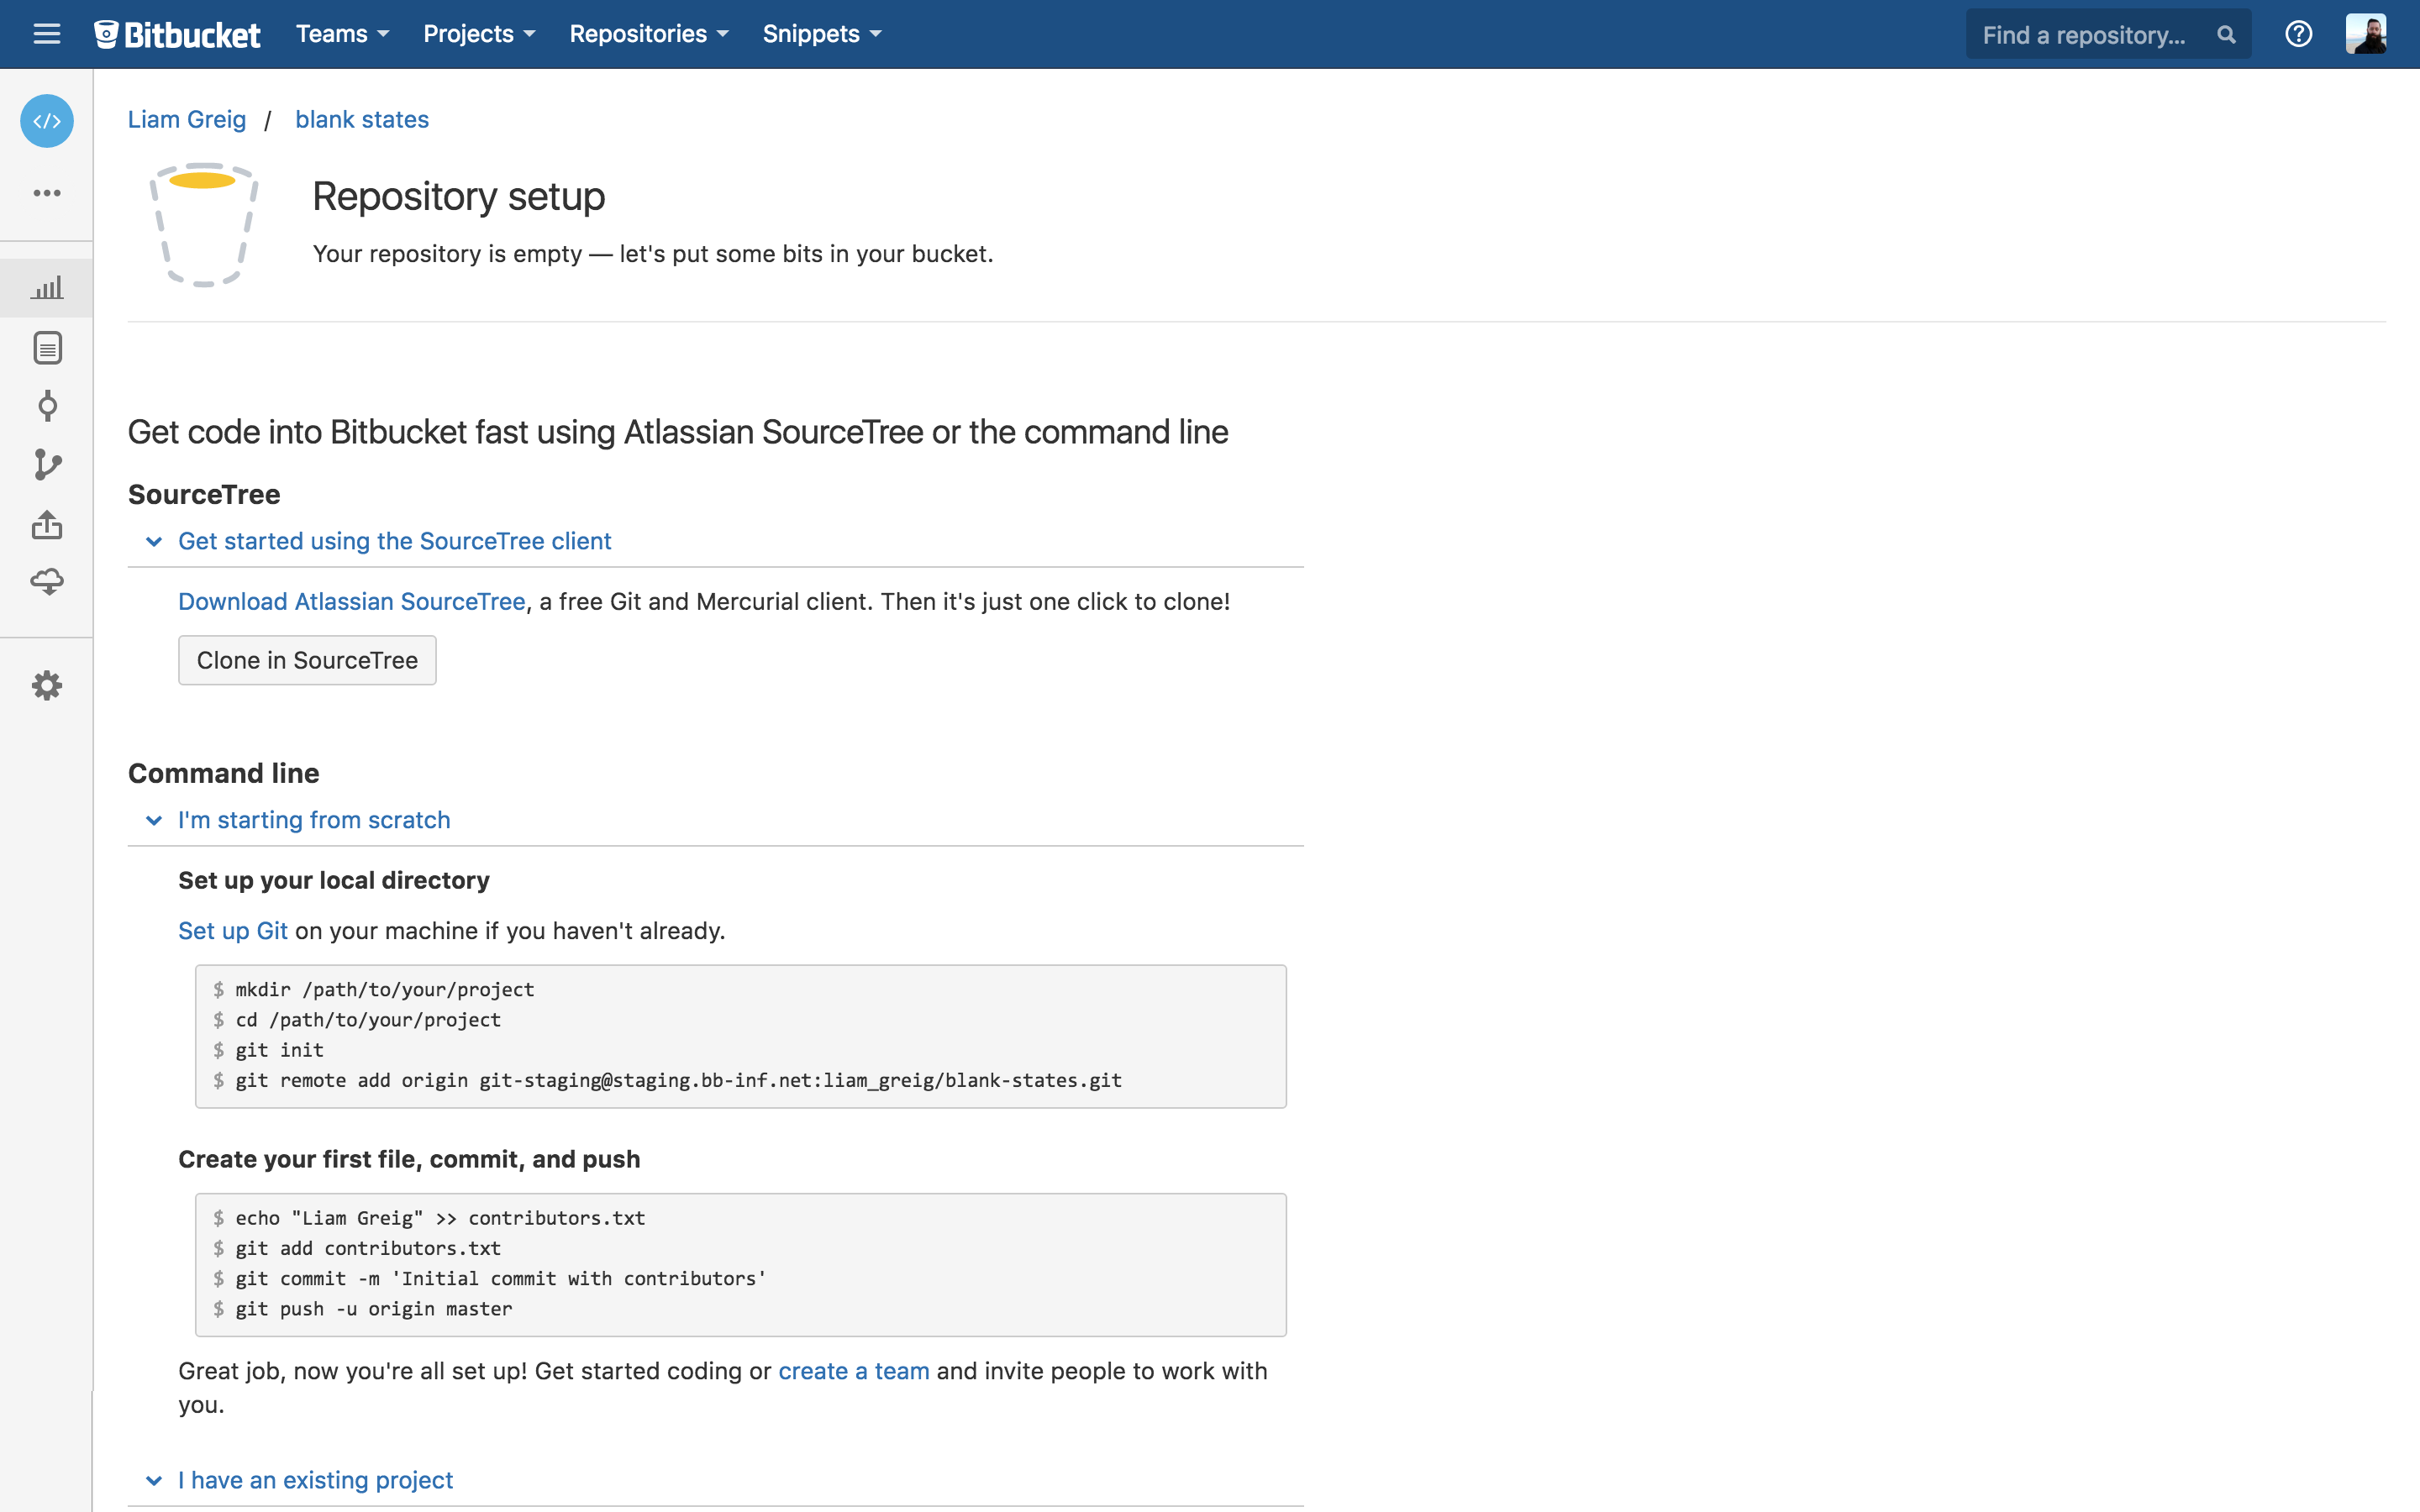 Bitbucket Teams Projects Repositories Snippets Find a repository...
Liam Greig / blank states
Repository setup
Your repository is empty — let's put some bits in your bucket.
Get code into Bitbucket fast using Atlassian SourceTree or the command line
SourceTree
Get started using the SourceTree client
Download Atlassian SourceTree, a free Git and Mercurial client. Then it's just one click to clone!
Clone in SourceTree
Command line
I'm starting from scratch
Set up your local directory
Set up Git on your machine if you haven't already.
$ mkdir /path/to/your/project
$ cd /path/to/your/project
$ git init
$ git remote add origin git-staging@staging.bb-inf.net:liam_greig/blank-states.git
Create your first file, commit, and push
$ echo "Liam Greig" >> contributors.txt
$ git add contributors.txt
$ git commit -m 'Initial commit with contributors'
$ git push -u origin master
Great job, now you're all set up! Get started coding or create a team and invite people to work with
you.
I have an existing project